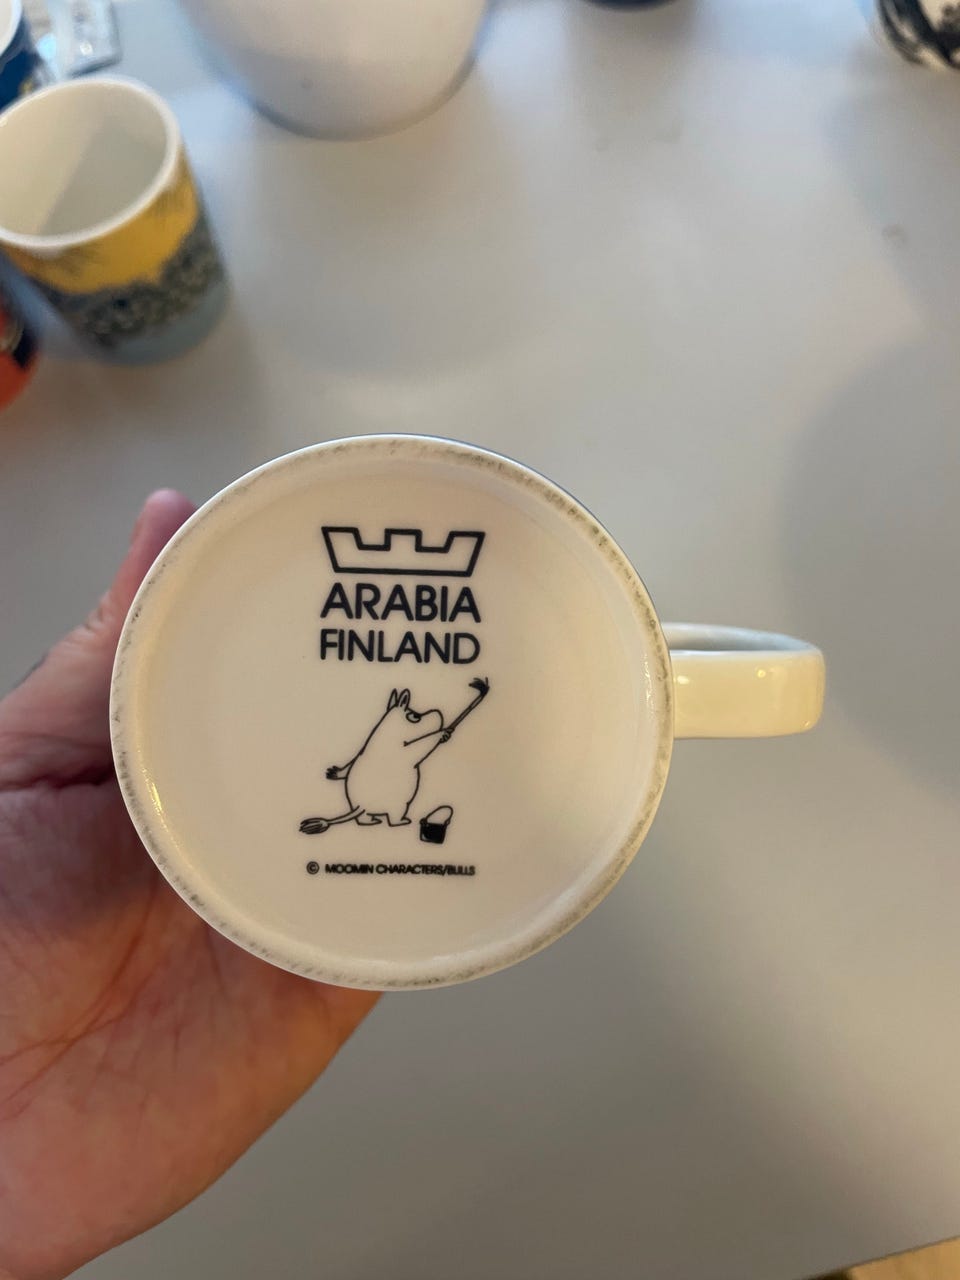 ARABIA
FINLAND
© MOOMIN CHARACTERS/BULLS